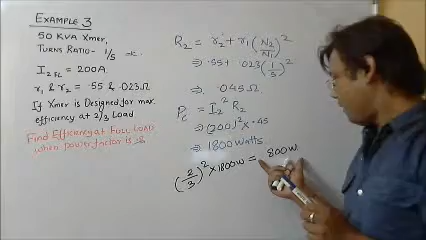 EXAMPLE 3
50 KVA Xmer,
TURNS RATIO- 1/5 =K.
I2 FL = 200A.
r1 & r2 = .55 & .023Ω
If Xmer is Designed for max
efficiency at 2/3 Load
Find Efficiency at FULL LOAD
when power factor is .8
R2 = r2 + r1 (N2/N1)^2
⇒ .55 + .023 (1/5)^2
⇒ .045 Ω.
Pc = I2^2 R2
⇒ (200)^2 x .45
⇒ 1800 Watts
(2/3)^2 x 1800W = 800W